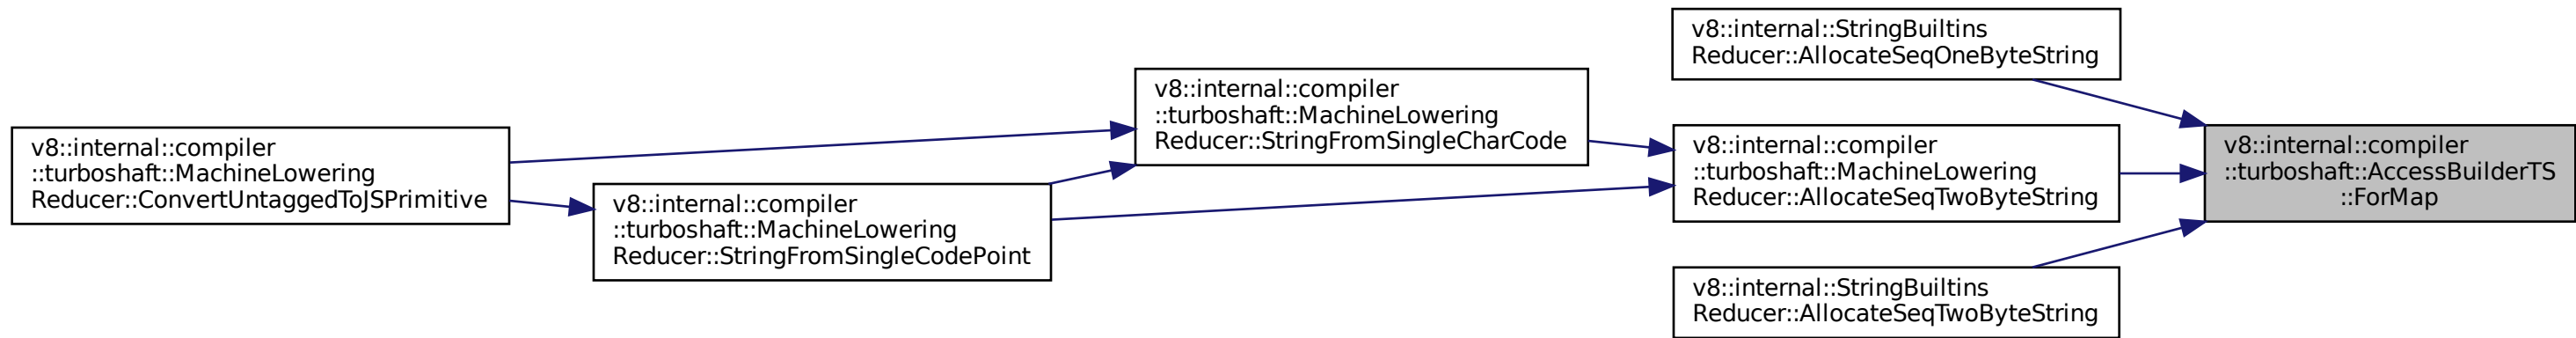 v8::internal::compiler
::turboshaft::MachineLowering
Reducer::ConvertUntaggedToJSPrimitive
v8::internal::compiler
::turboshaft::MachineLowering
Reducer::StringFromSingleCodePoint
v8::internal::compiler
::turboshaft::MachineLowering
Reducer::StringFromSingleCharCode
v8::internal::StringBuiltins
Reducer::AllocateSeqOneByteString
v8::internal::compiler
::turboshaft::MachineLowering
Reducer::AllocateSeqTwoByteString
v8::internal::StringBuiltins
Reducer::AllocateSeqTwoByteString
v8::internal::compiler
::turboshaft::AccessBuilderTS
::ForMap